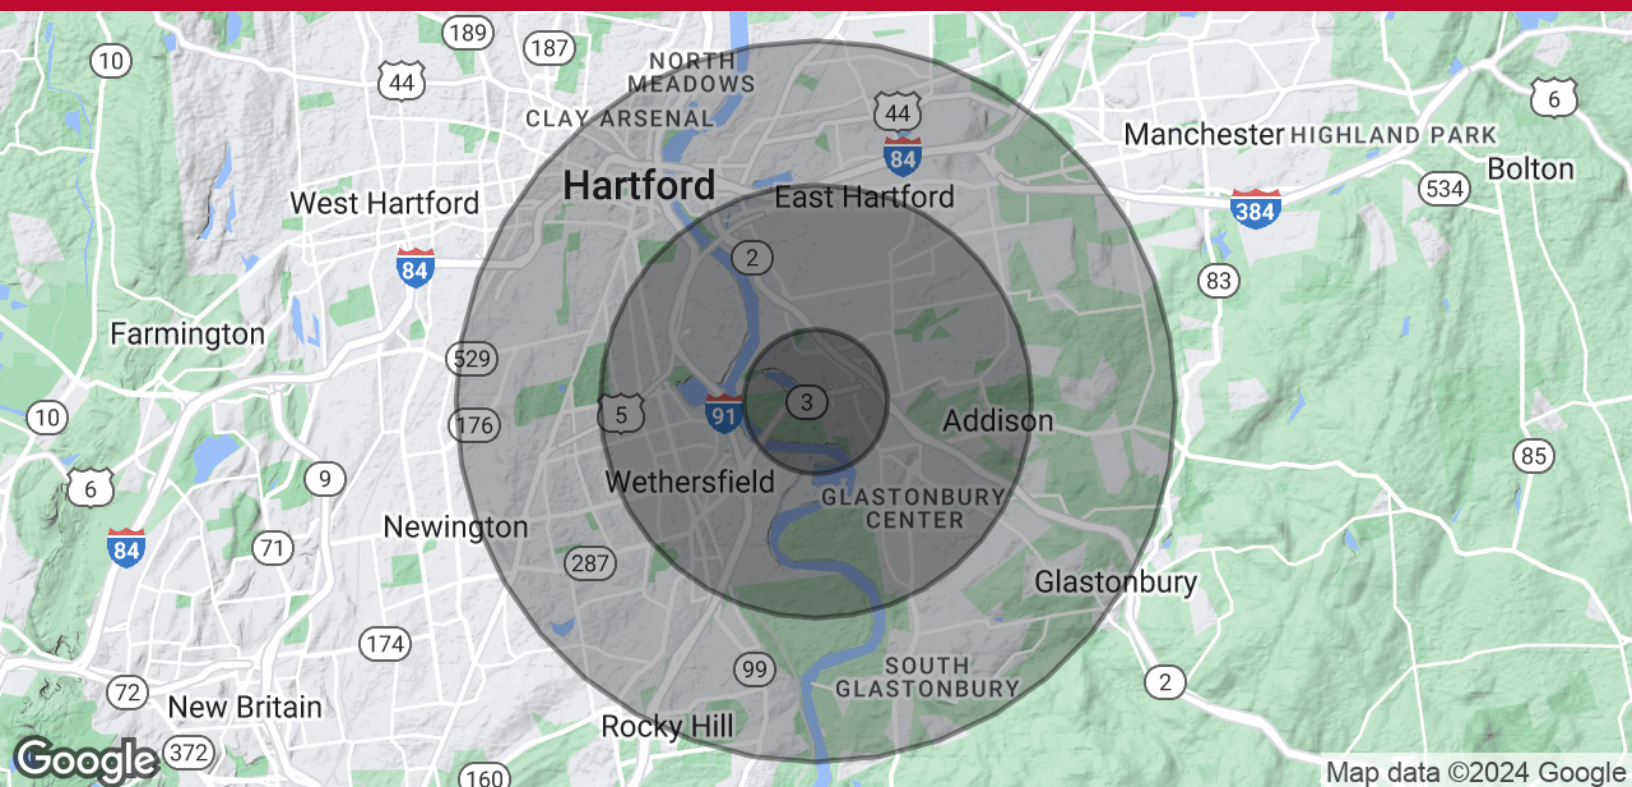 189
187
10
44
NORTH
MEADOWS
6
CLAY ARSENAL
44
Manchester
HIGHLAND PARK
84
Bolton
Hartford
East Hartford
534
West Hartford
384
2
84
83
Farmington
529
3
10
5
91
176
Addison
85
9
Wethersfield
6
GLASTONBURY
CENTER
Newington
84
71
287
Glastonbury
174
99
SOUTH
GLASTONBURY
2
72
New Britain
Rocky Hill
372
Google
160
Map data ©2024 Google